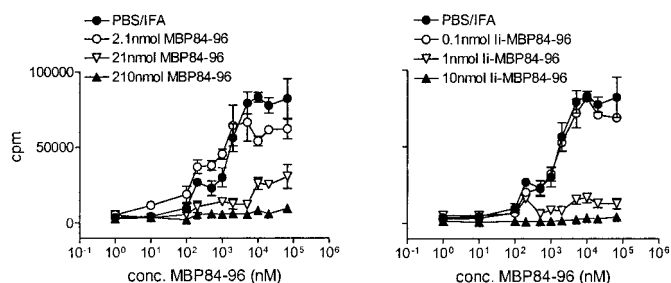 PBS/IFA
2.1nmol MBP84-96
21nmol MBP84-96
210nmol MBP84-96
100000
50000
0
cpm
10⁻¹ 10⁰ 10¹ 10² 10³ 10⁴ 10⁵ 10⁶
conc. MBP84-96 (nM)
PBS/IFA
0.1nmol Ii-MBP84-96
1nmol Ii-MBP84-96
10nmol Ii-MBP84-96
10⁻¹ 10⁰ 10¹ 10² 10³ 10⁴ 10⁵ 10⁶
conc. MBP84-96 (nM)